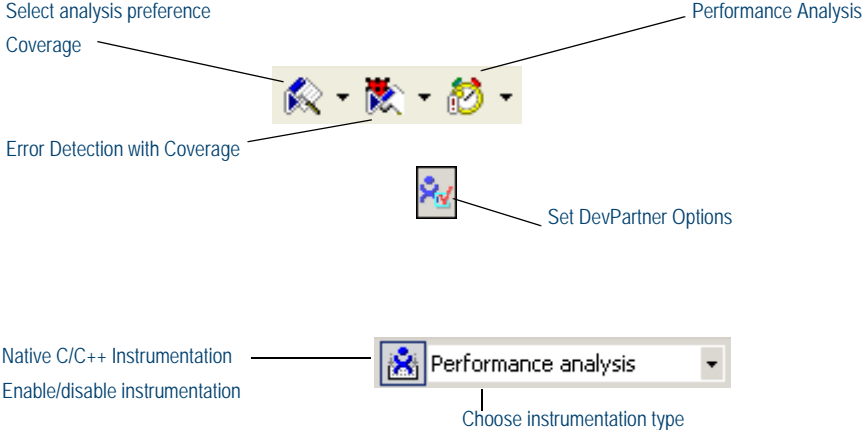 Select analysis preference
Performance Analysis
Coverage
Error Detection with Coverage
Set DevPartner Options
Native C/C++ Instrumentation
Performance analysis
Enable/disable instrumentation
Choose instrumentation type